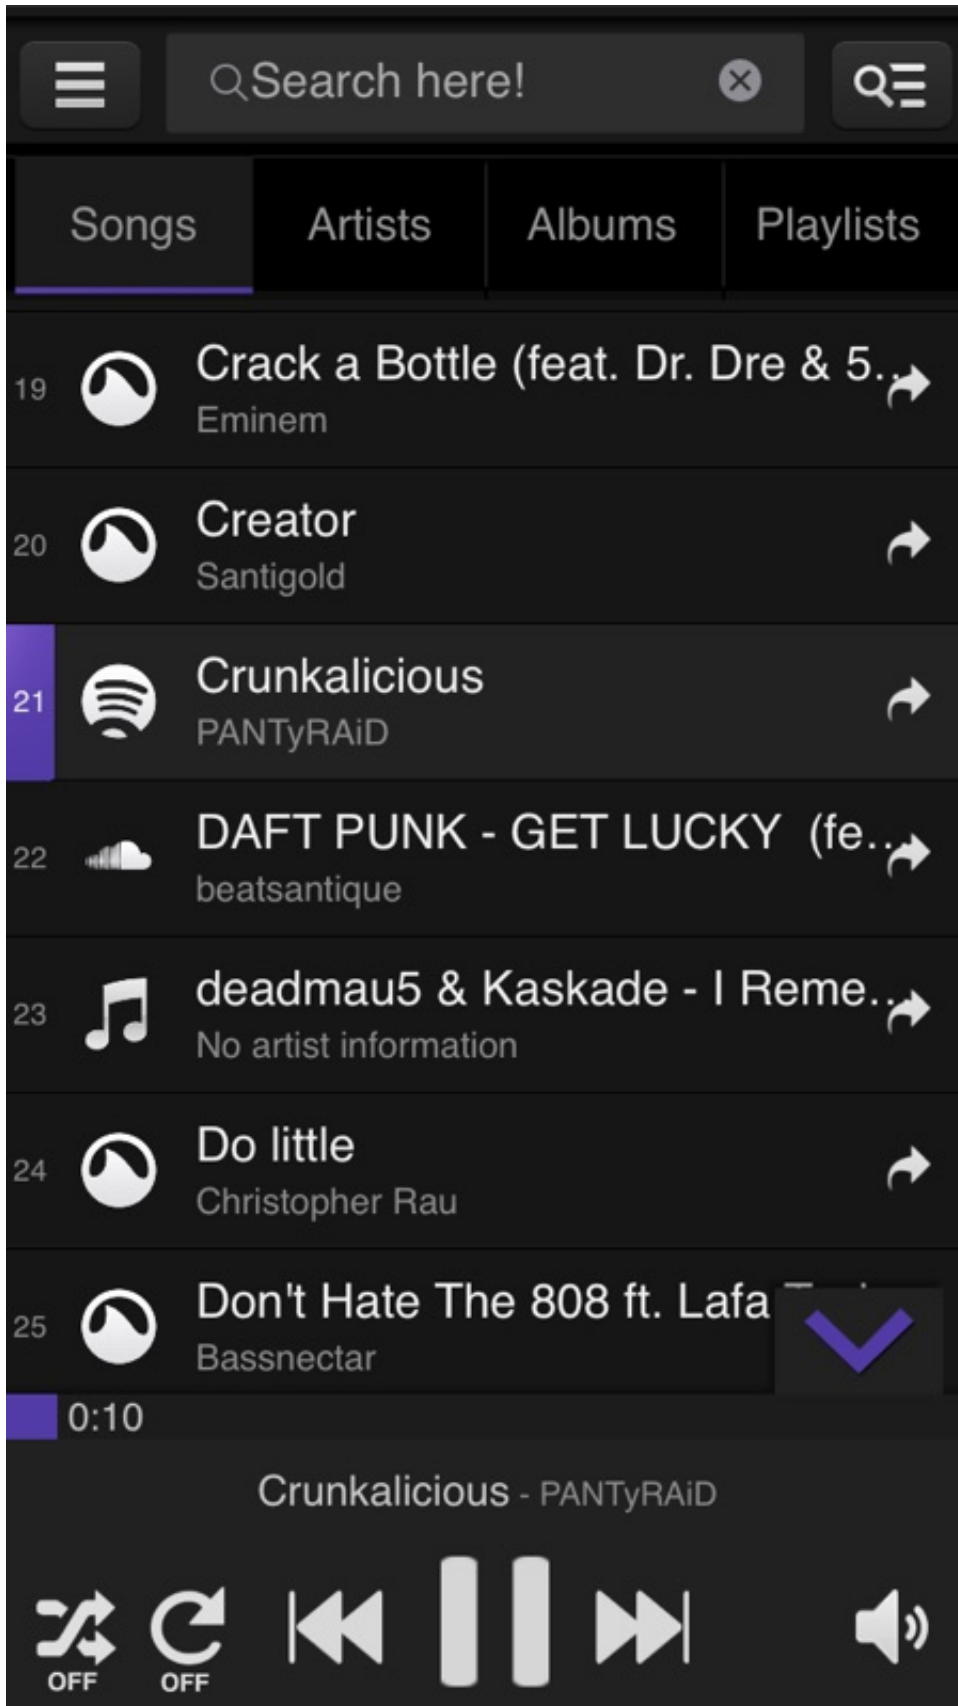 Search here!
Songs Artists Albums Playlists
19 Crack a Bottle (feat. Dr. Dre & 5...
Eminem
20 Creator
Santigold
21 Crunkalicious
PANTyRAiD
22 DAFT PUNK - GET LUCKY (fe...
beatsantique
23 deadmau5 & Kaskade - I Reme...
No artist information
24 Do little
Christopher Rau
25 Don't Hate The 808 ft. Lafa
Bassnectar
0:10
Crunkalicious - PANTyRAiD
OFF OFF